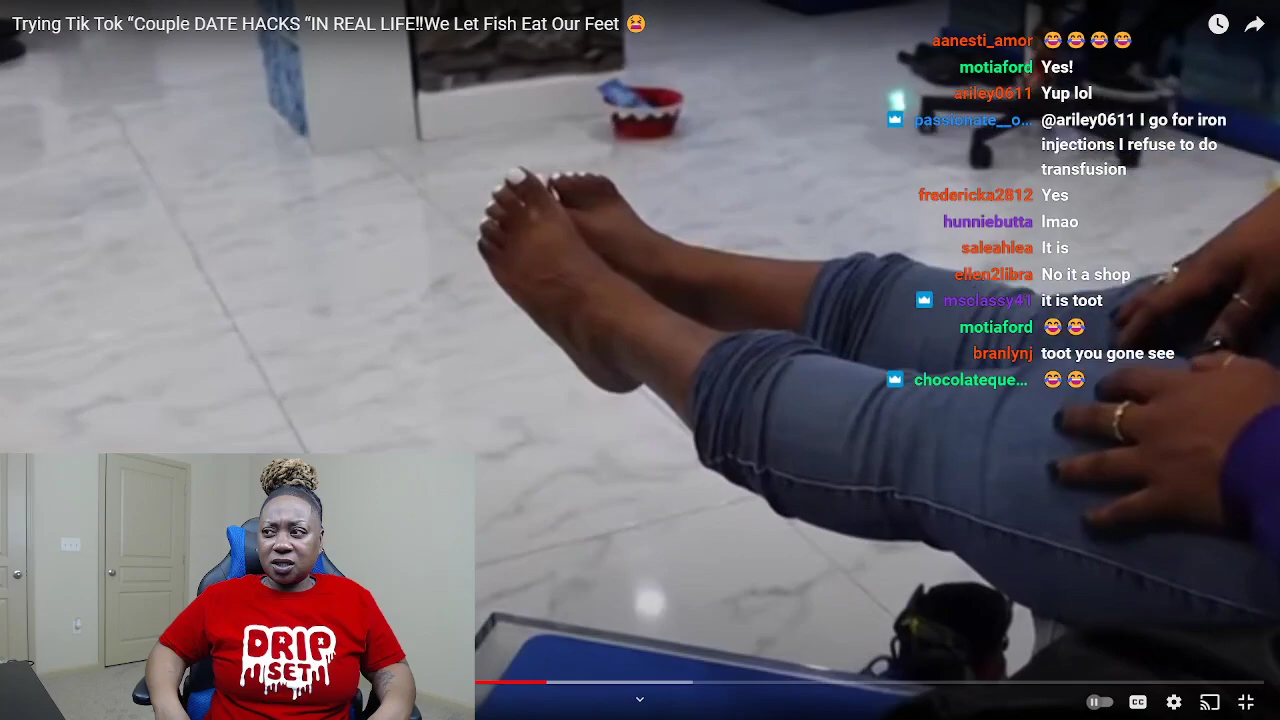 Trying Tik Tok “Couple DATE HACKS “IN REAL LIFE‼We Let Fish Eat Our Feet 😫
aanesti_amor 😂 😂 😂 😂
motiaford Yes!
ariley0611 Yup lol
passionate__o... @ariley0611 I go for iron
injections I refuse to do
transfusion
fredericka2812 Yes
hunniebutta lmao
saleahlea It is
ellen2libra No it a shop
msclassy41 it is toot
motiaford 😂 😂
branlynj toot you gone see
chocolateque... 😂 😂
DRIP
SET
CC